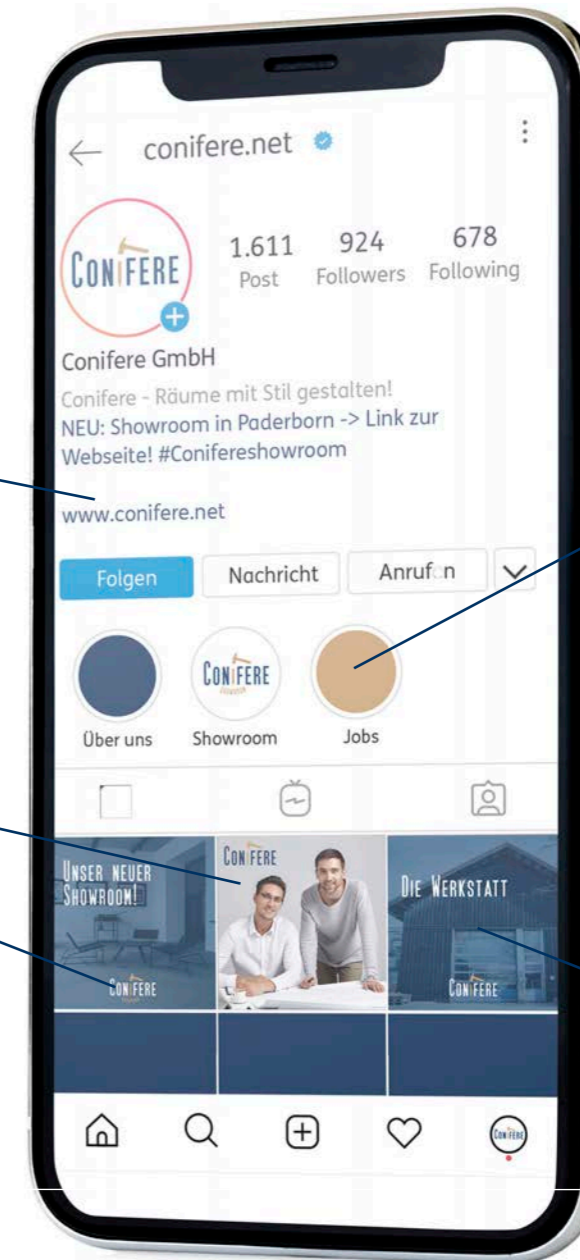 conifere.net
CONIFERE
1.611 924 678
Post Followers Following
Conifere GmbH
Conifere - Räume mit Stil gestalten!
NEU: Showroom in Paderborn -> Link zur
Webseite! #Conifereshowroom
www.conifere.net
Folgen Nachricht Anrufen
CONIFERE
Über uns Showroom Jobs
UNSER NEUER
SHOWROOM!
CONIFERE
CONIFERE
DIE WERKSTATT
CONIFERE
CONIFERE